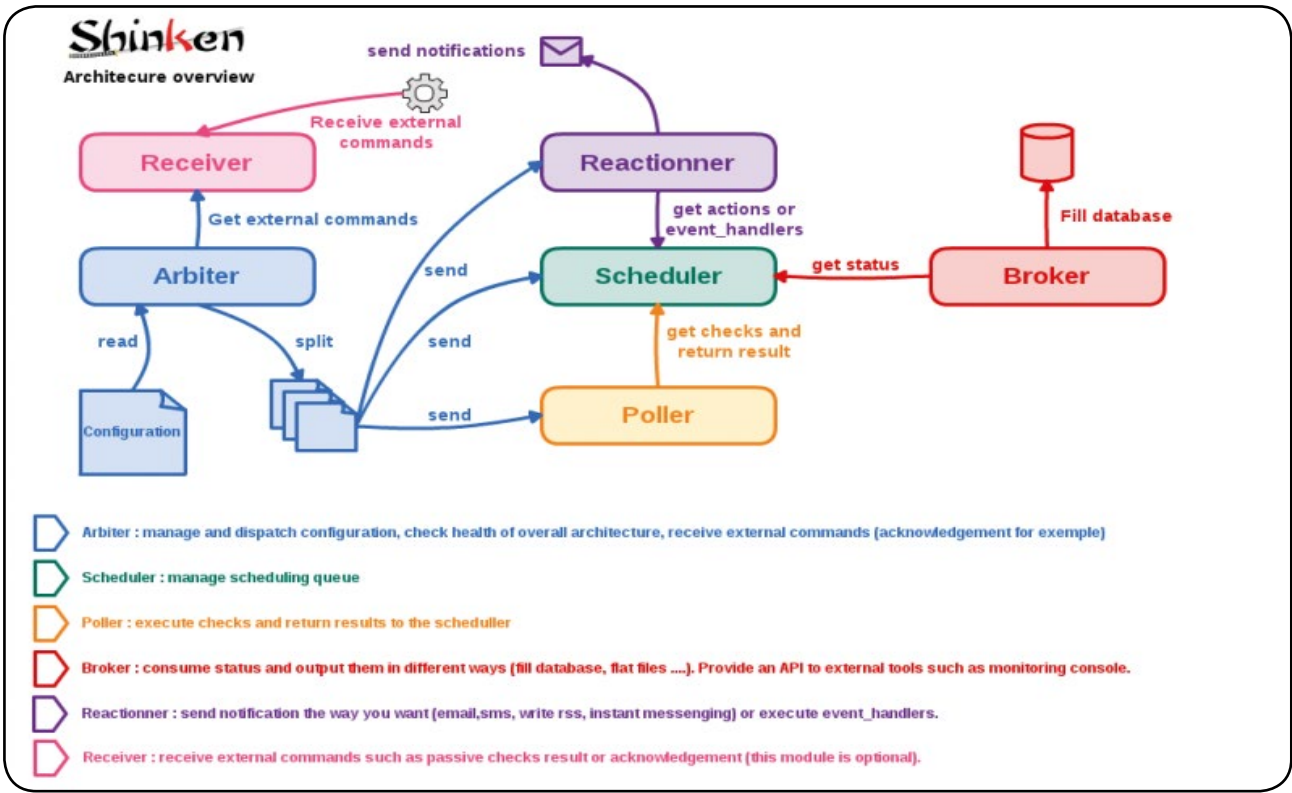 Shinken
Architecure overview
send notifications
Receive external
commands
Receiver
Reactionner
Get external commands
get actions or
event_handlers
Fill database
Arbiter
send
Scheduler
get status
Broker
read
split
send
get checks and
return result
Configuration
send
Poller
Arbiter : manage and dispatch configuration, check health of overall architecture, receive external commands (acknowledgement for exemple)
Scheduler : manage scheduling queue
Poller : execute checks and return results to the scheduller
Broker : consume status and output them in different ways (fill database, flat files ....). Provide an API to external tools such as monitoring console.
Reactionner : send notification the way you want (email,sms, write rss, instant messenging) or execute event_handlers.
Receiver : receive external commands such as passive checks result or acknowledgement (this module is optional).